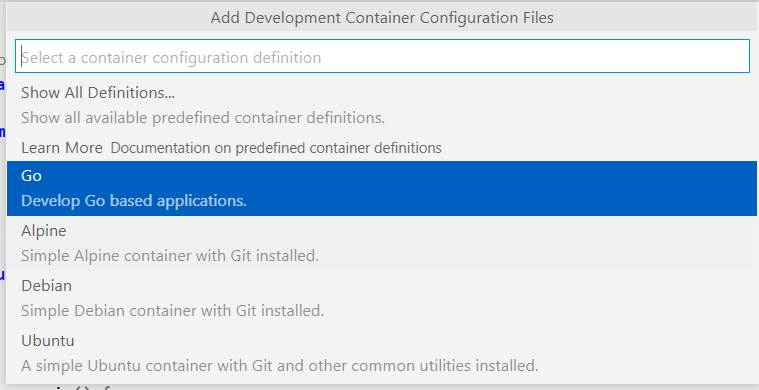 Add Development Container Configuration Files
Select a container configuration definition
Show All Definitions...
Show all available predefined container definitions.
Learn More Documentation on predefined container definitions
Go
Develop Go based applications.
Alpine
Simple Alpine container with Git installed.
Debian
Simple Debian container with Git installed.
Ubuntu
A simple Ubuntu container with Git and other common utilities installed.